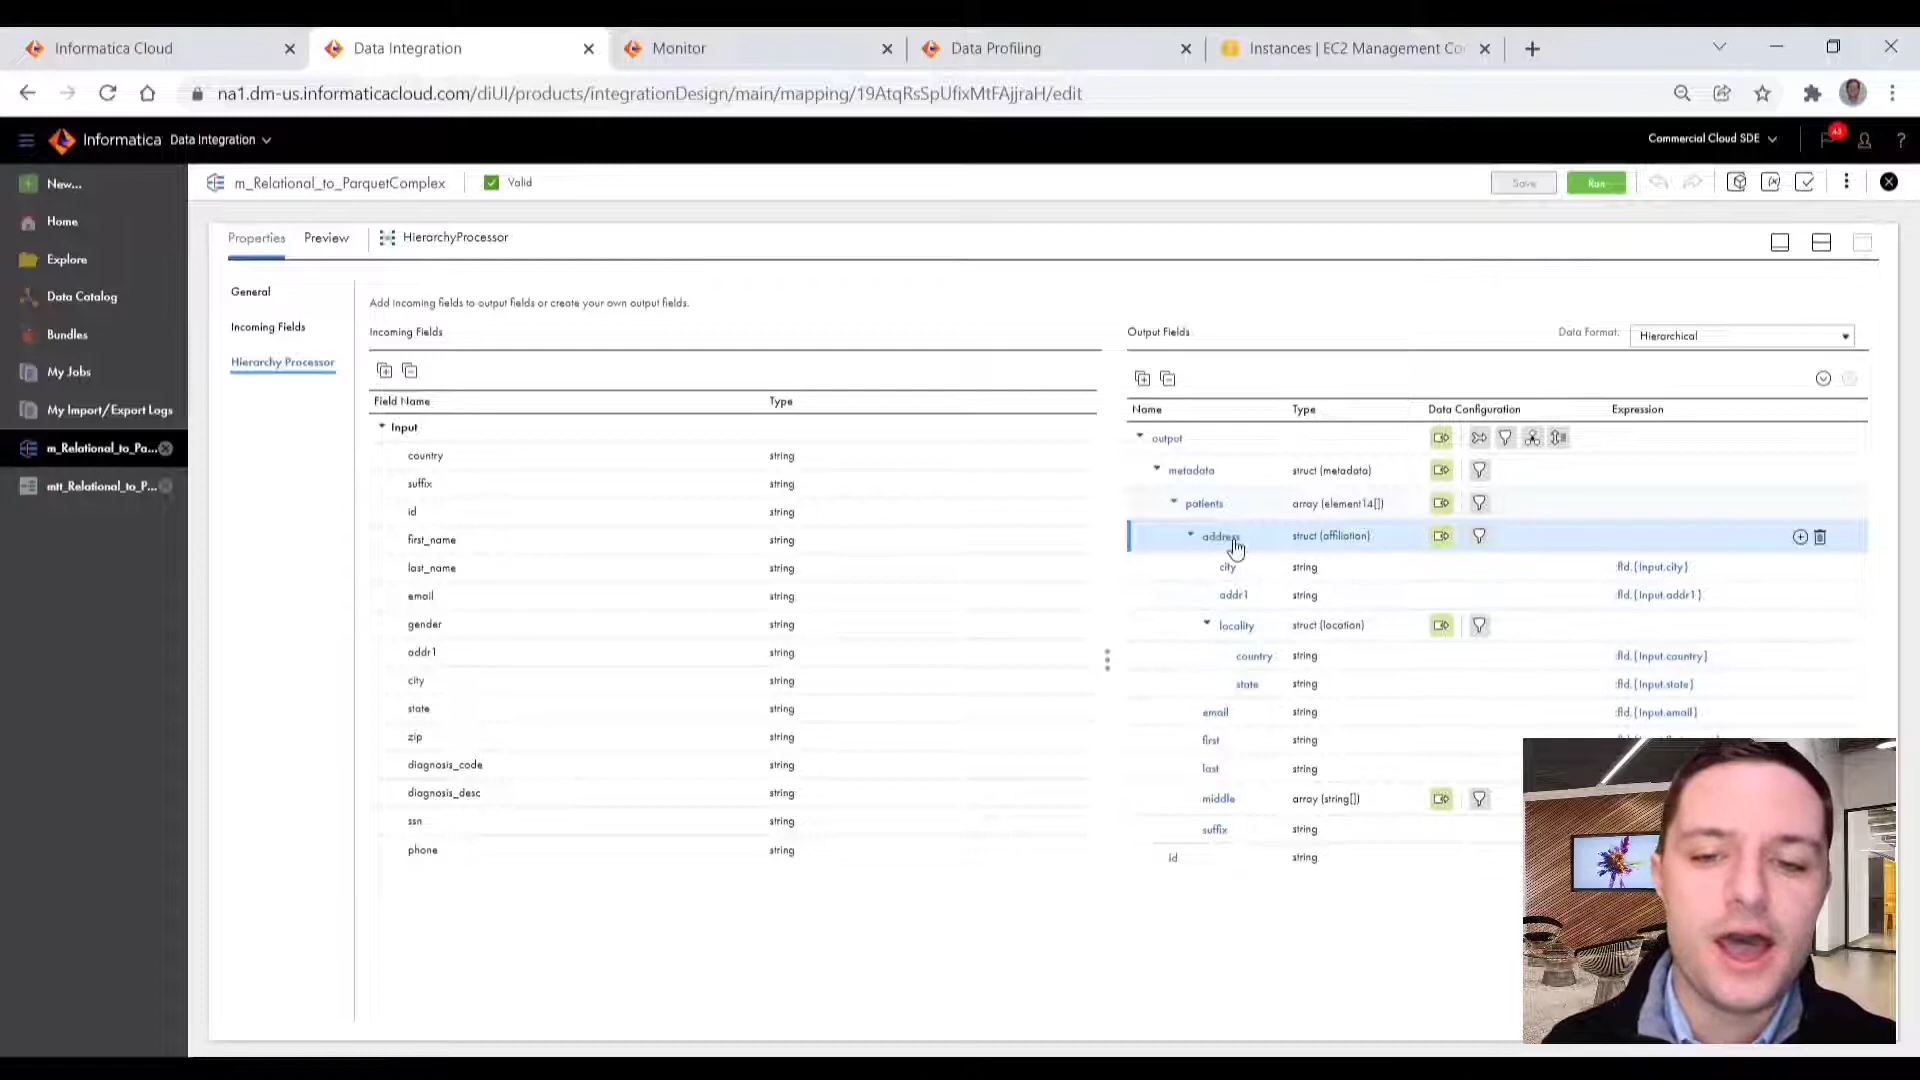 Informatica Cloud
Data Integration
Monitor
Data Profiling
Instances | EC2 Management Co
na1.dm-us.informaticacloud.com/diUI/products/integrationDesign/main/mapping/19AtqRsSpUfixMtFAjjraH/edit
Informatica Data Integration
Commercial Cloud SDE
43
?
New...
Home
Explore
Data Catalog
Bundles
My Jobs
My Import/Export Logs
m_Relational_to_Pa...
mtt_Relational_to_P...
m_Relational_to_ParquetComplex
Valid
Save
Run
Properties
Preview
HierarchyProcessor
General
Incoming Fields
Hierarchy Processor
Add incoming fields to output fields or create your own output fields.
Incoming Fields
Field Name Type
Input
country string
suffix string
id string
first_name string
last_name string
email string
gender string
addr1 string
city string
state string
zip string
diagnosis_code string
diagnosis_desc string
ssn string
phone string
Output Fields
Data Format: Hierarchical
Name Type Data Configuration Expression
output
metadata struct (metadata)
patients array (element14[])
address struct (affiliation)
city string :fld.{Input.city}
addr1 string :fld.{Input.addr1}
locality struct (location)
country string :fld.{Input.country}
state string :fld.{Input.state}
email string :fld.{Input.email}
first string
last string
middle array (string[])
suffix string
id string